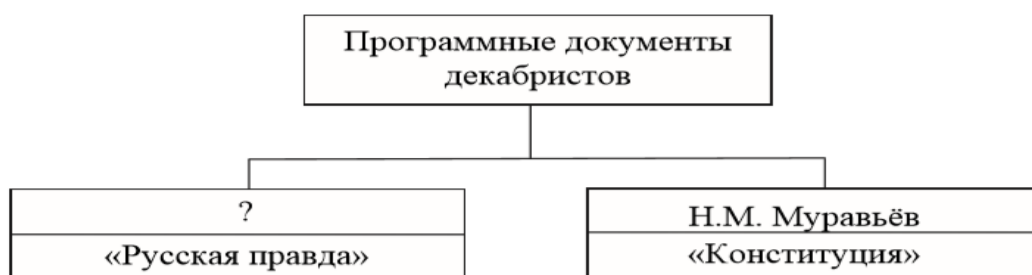 Программные документы
декабристов
?
«Русская правда»
Н.М. Муравьёв
«Конституция»